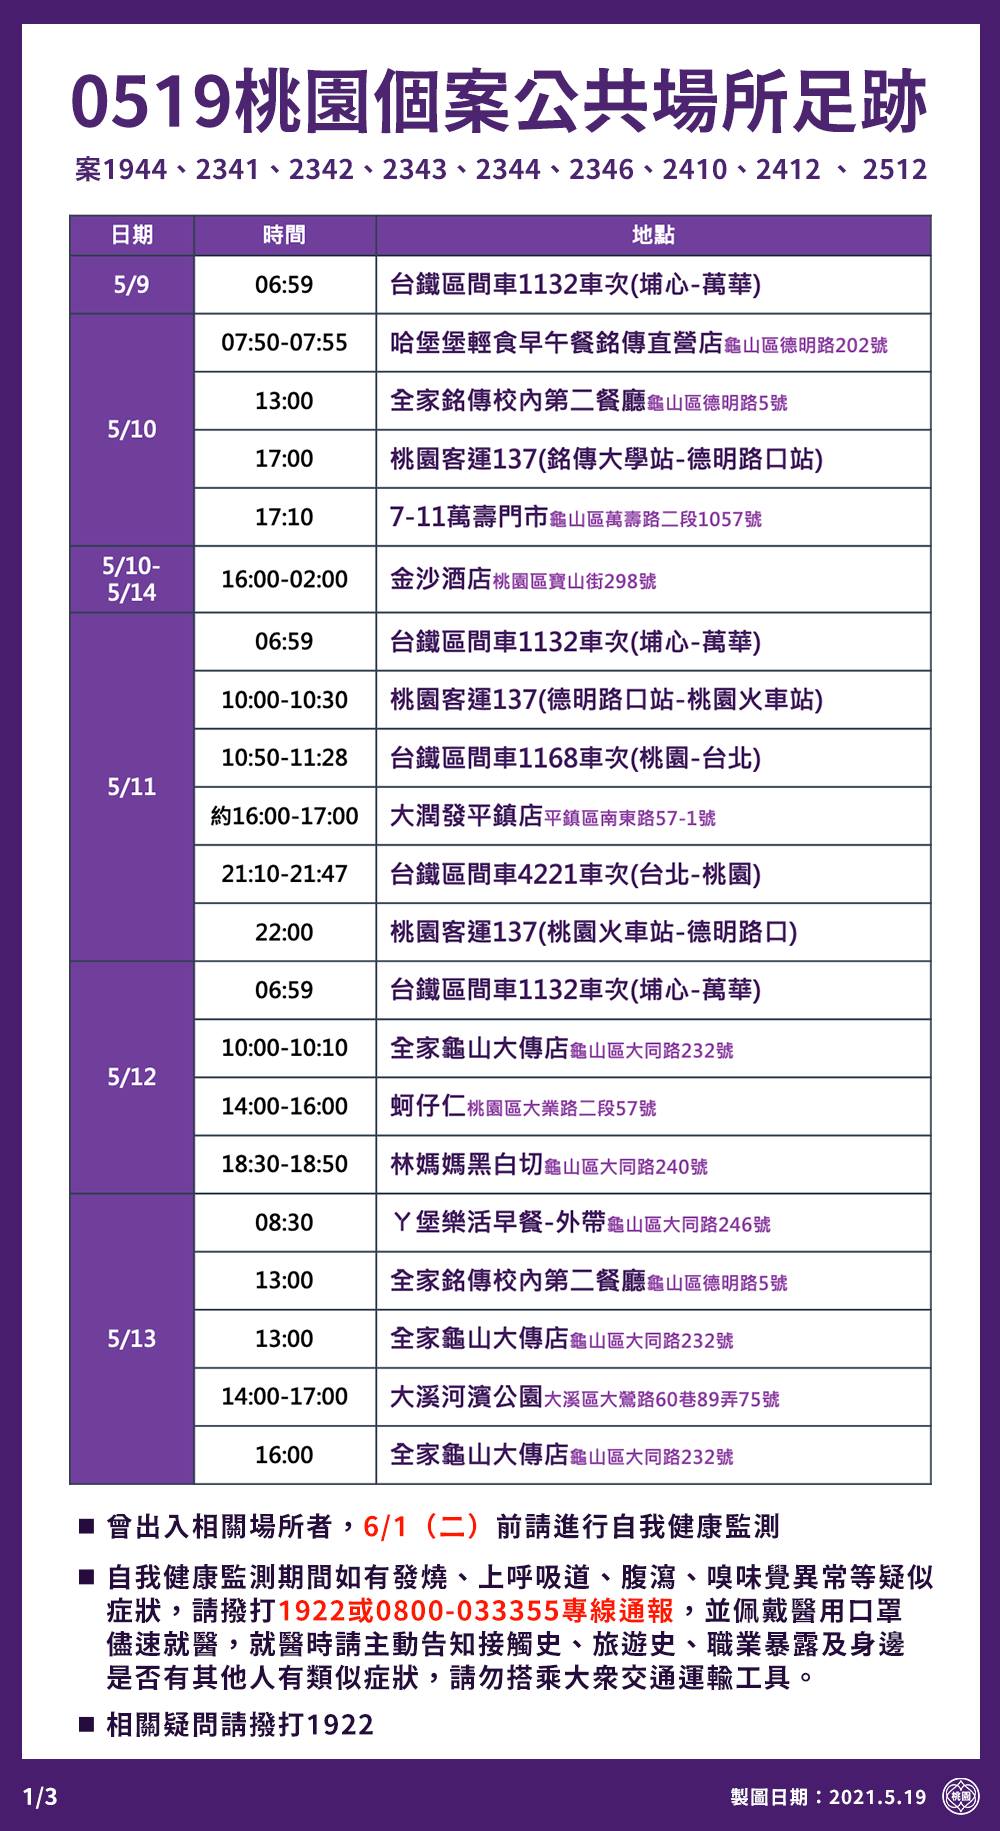 0519桃園個案公共場所足跡
案1944、2341、2342、2343、2344、2346、2410、2412 、 2512
日期 時間 地點
5/9 06:59 台鐵區間車1132車次(埔心-萬華)
5/10 07:50-07:55 哈堡堡輕食早午餐銘傳直營店龜山區德明路202號
13:00 全家銘傳校內第二餐廳龜山區德明路5號
17:00 桃園客運137(銘傳大學站-德明路口站)
17:10 7-11萬壽門市龜山區萬壽路二段1057號
5/10-5/14 16:00-02:00 金沙酒店桃園區寶山街298號
5/11 06:59 台鐵區間車1132車次(埔心-萬華)
10:00-10:30 桃園客運137(德明路口站-桃園火車站)
10:50-11:28 台鐵區間車1168車次(桃園-台北)
約16:00-17:00 大潤發平鎮店平鎮區南東路57-1號
21:10-21:47 台鐵區間車4221車次(台北-桃園)
22:00 桃園客運137(桃園火車站-德明路口)
5/12 06:59 台鐵區間車1132車次(埔心-萬華)
10:00-10:10 全家龜山大傳店龜山區大同路232號
14:00-16:00 蚵仔仁桃園區大業路二段57號
18:30-18:50 林媽媽黑白切龜山區大同路240號
5/13 08:30 丫堡樂活早餐-外帶龜山區大同路246號
13:00 全家銘傳校內第二餐廳龜山區德明路5號
13:00 全家龜山大傳店龜山區大同路232號
14:00-17:00 大溪河濱公園大溪區大鶯路60巷89弄75號
16:00 全家龜山大傳店龜山區大同路232號
■ 曾出入相關場所者，6/1（二）前請進行自我健康監測
■ 自我健康監測期間如有發燒、上呼吸道、腹瀉、嗅味覺異常等疑似
症狀，請撥打1922或0800-033355專線通報，並佩戴醫用口罩
儘速就醫，就醫時請主動告知接觸史、旅遊史、職業暴露及身邊
是否有其他人有類似症狀，請勿搭乘大眾交通運輸工具。
■ 相關疑問請撥打1922
1/3
製圖日期：2021.5.19 桃園